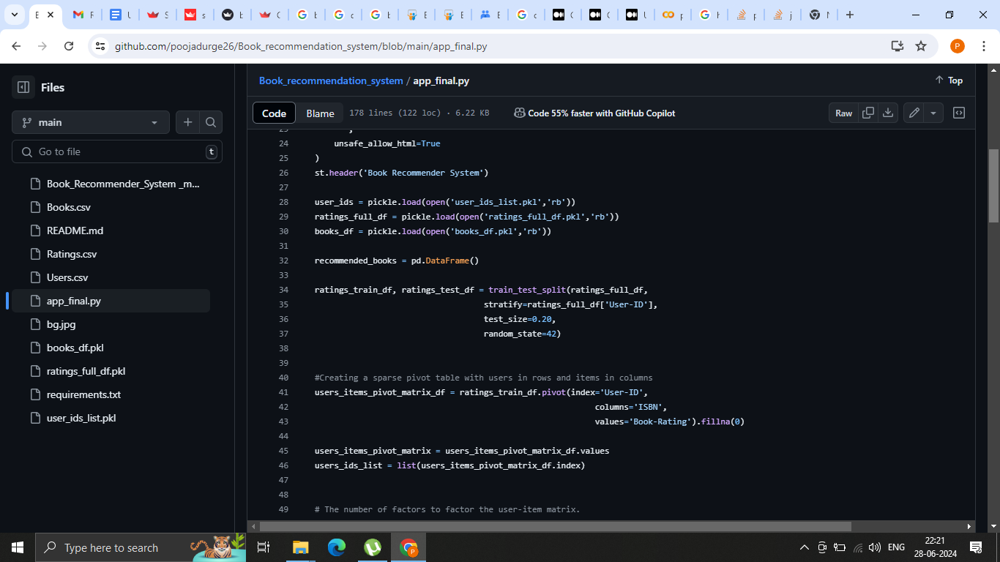 github.com/poojadurge26/Book_recommendation_system/blob/main/app_final.py
P
Files
main
Go to file
t
Book_Recommender_System _m...
Books.csv
README.md
Ratings.csv
Users.csv
app_final.py
bg.jpg
books_df.pkl
ratings_full_df.pkl
requirements.txt
user_ids_list.pkl
Book_recommendation_system / app_final.py
Top
Code
Blame
178 lines (122 loc) · 6.22 KB
Code 55% faster with GitHub Copilot
Raw
24 unsafe_allow_html=True
25 )
26 st.header('Book Recommender System')
27
28 user_ids = pickle.load(open('user_ids_list.pkl','rb'))
29 ratings_full_df = pickle.load(open('ratings_full_df.pkl','rb'))
30 books_df = pickle.load(open('books_df.pkl','rb'))
31
32 recommended_books = pd.DataFrame()
33
34 ratings_train_df, ratings_test_df = train_test_split(ratings_full_df,
35 stratify=ratings_full_df['User-ID'],
36 test_size=0.20,
37 random_state=42)
38
39
40 #Creating a sparse pivot table with users in rows and items in columns
41 users_items_pivot_matrix_df = ratings_train_df.pivot(index='User-ID',
42 columns='ISBN',
43 values='Book-Rating').fillna(0)
44
45 users_items_pivot_matrix = users_items_pivot_matrix_df.values
46 users_ids_list = list(users_items_pivot_matrix_df.index)
47
48
49 # The number of factors to factor the user-item matrix.
Type here to search
ENG
22:21
28-06-2024